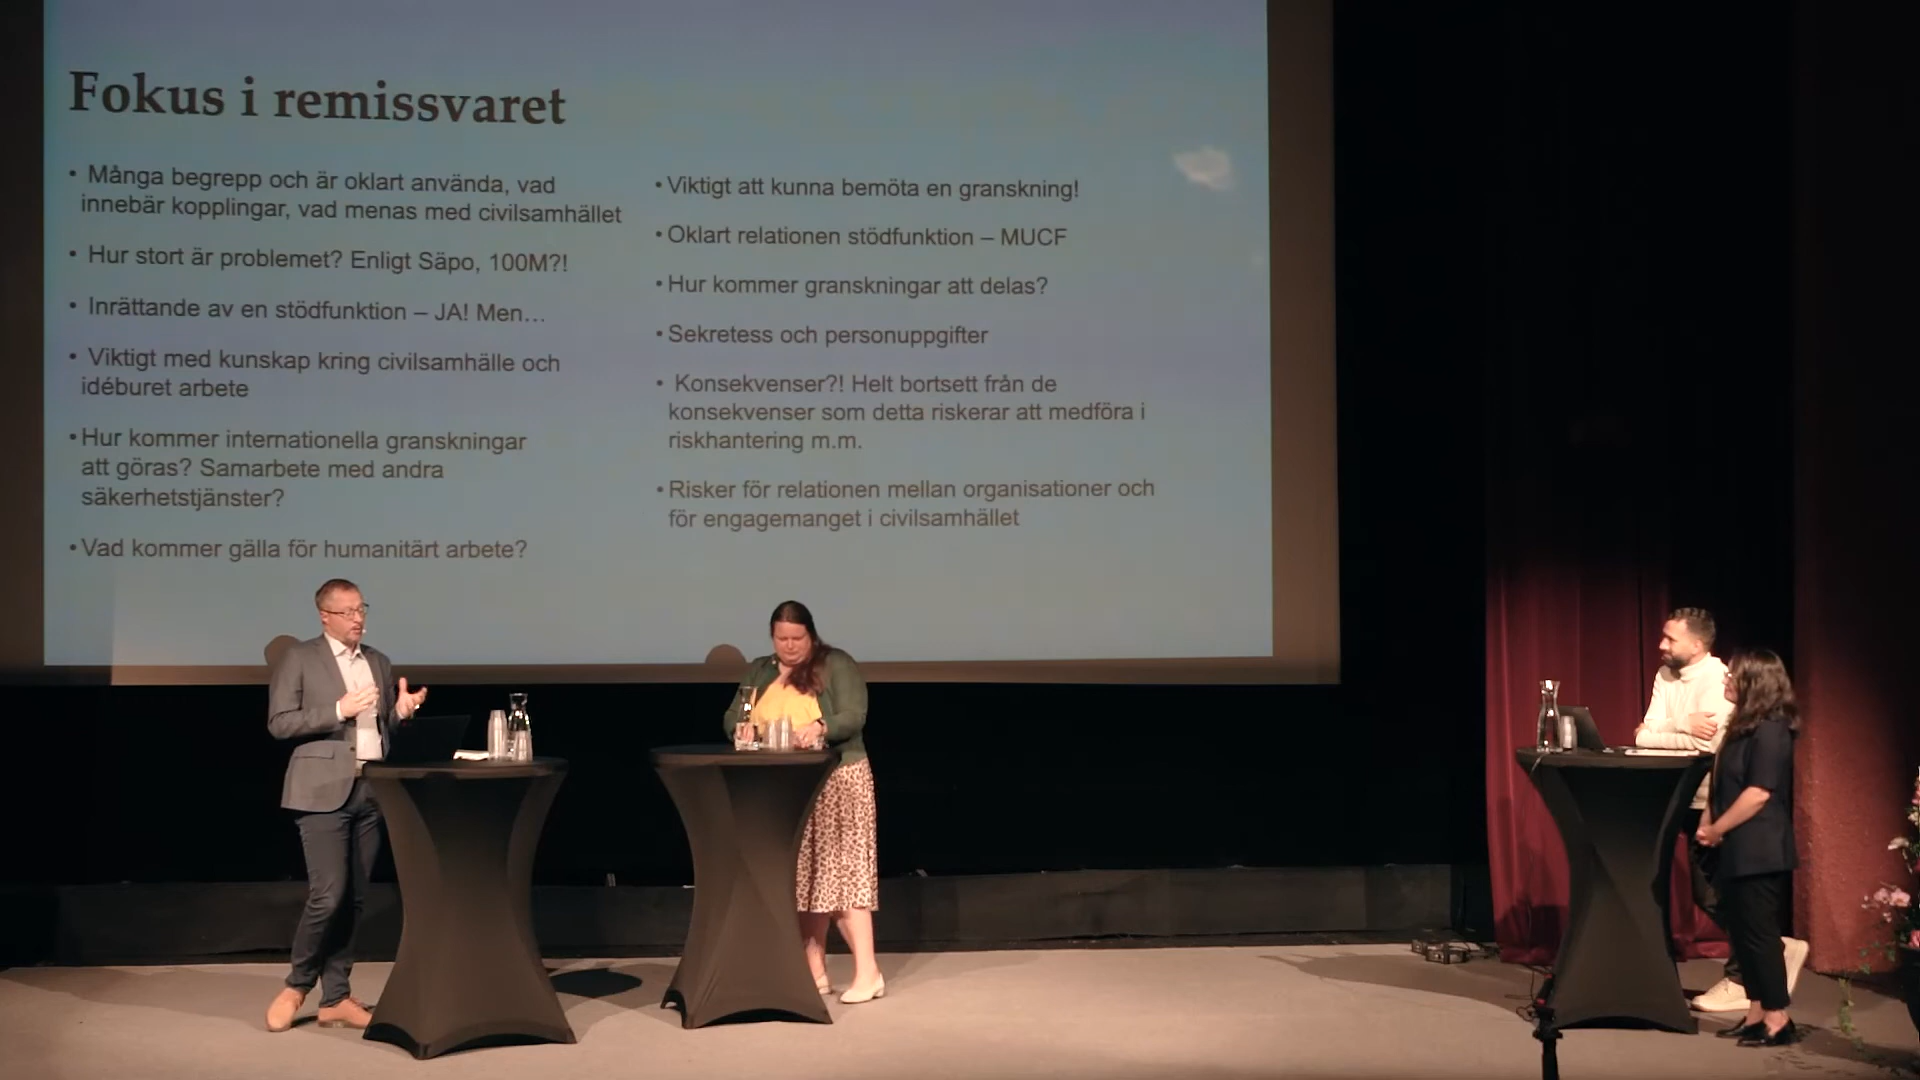 Fokus i remissvaret
• Många begrepp och är oklart använda, vad
innebär kopplingar, vad menas med civilsamhället
• Hur stort är problemet? Enligt Säpo, 100M?!
• Inrättande av en stödfunktion – JA! Men…
• Viktigt med kunskap kring civilsamhälle och
idéburet arbete
• Hur kommer internationella granskningar
att göras? Samarbete med andra
säkerhetstjänster?
• Vad kommer gälla för humanitärt arbete?
• Viktigt att kunna bemöta en granskning!
• Oklart relationen stödfunktion – MUCF
• Hur kommer granskningar att delas?
• Sekretess och personuppgifter
• Konsekvenser?! Helt bortsett från de
konsekvenser som detta riskerar att medföra i
riskhantering m.m.
• Risker för relationen mellan organisationer och
för engagemanget i civilsamhället